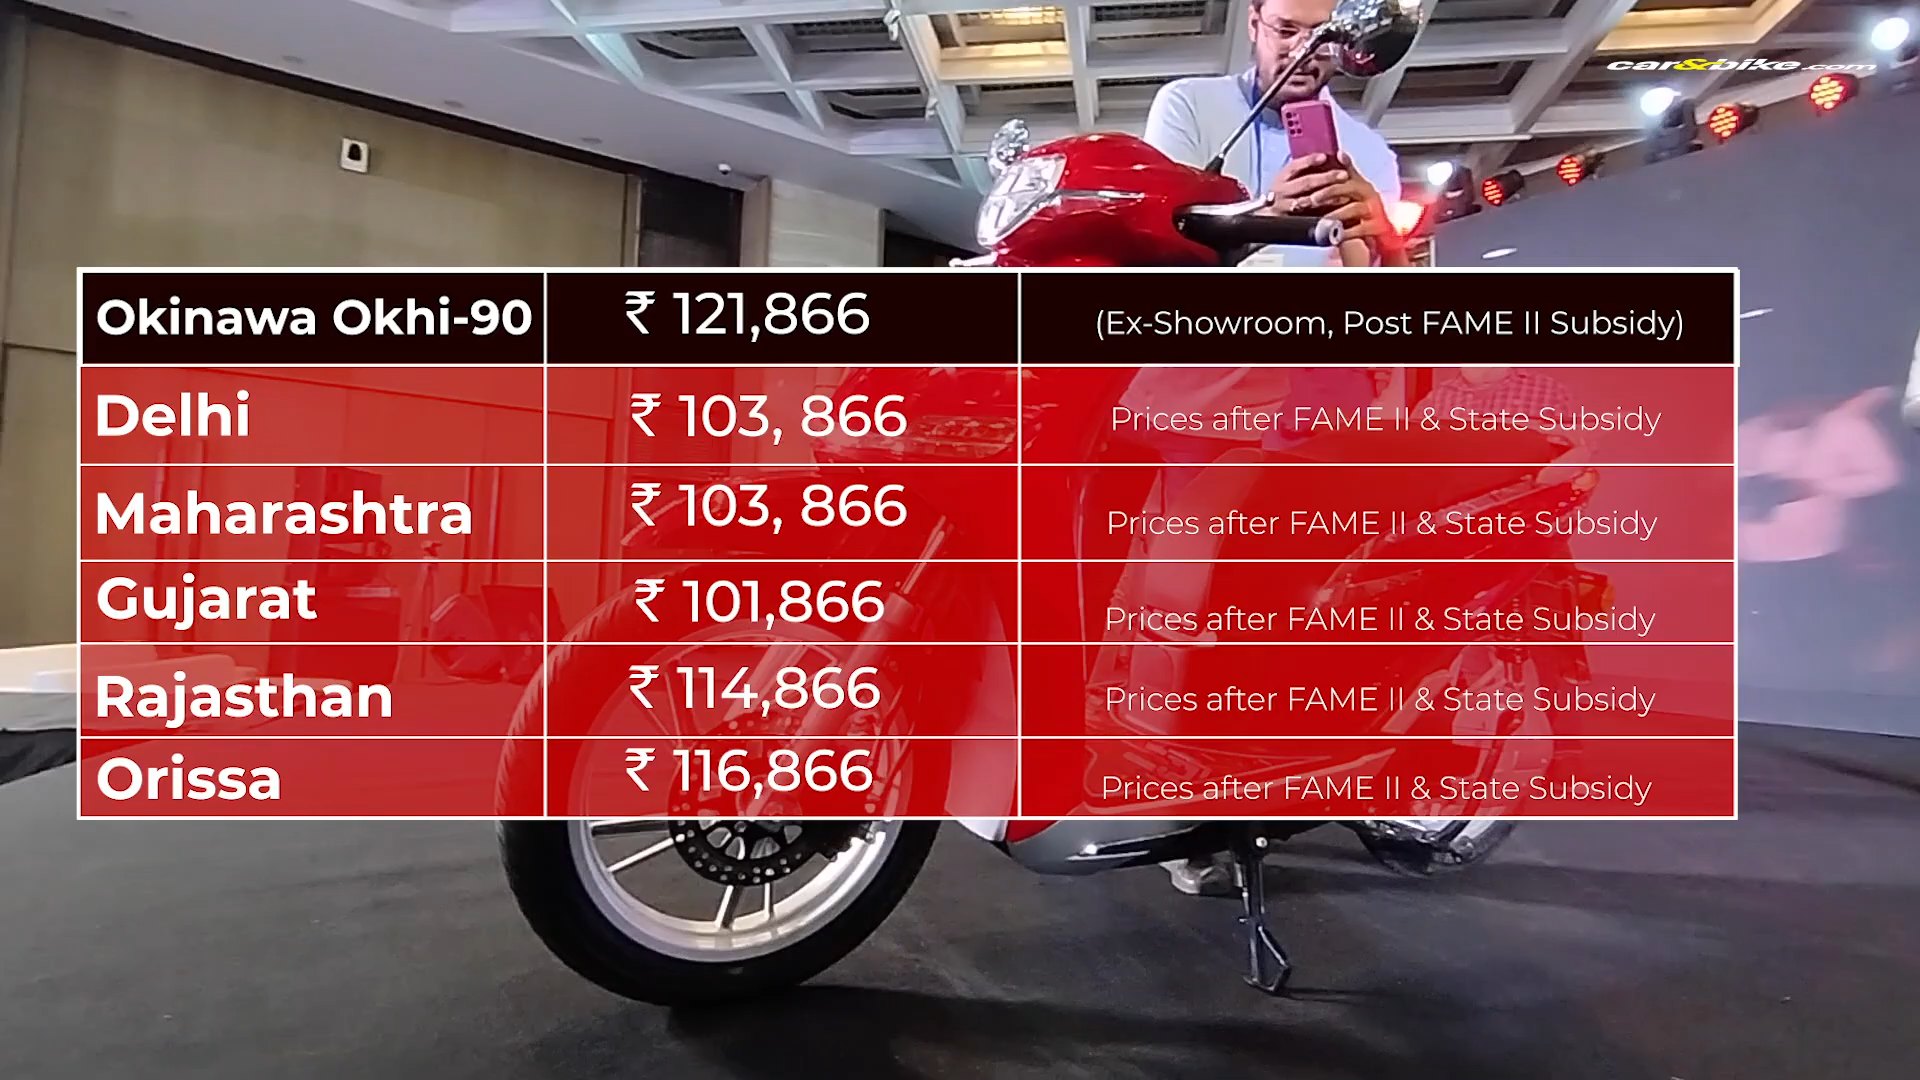 car&bike.com
Okinawa Okhi-90 ₹ 121,866 (Ex-Showroom, Post FAME II Subsidy)
Delhi ₹ 103, 866 Prices after FAME II & State Subsidy
Maharashtra ₹ 103, 866 Prices after FAME II & State Subsidy
Gujarat ₹ 101,866 Prices after FAME II & State Subsidy
Rajasthan ₹ 114,866 Prices after FAME II & State Subsidy
Orissa ₹ 116,866 Prices after FAME II & State Subsidy